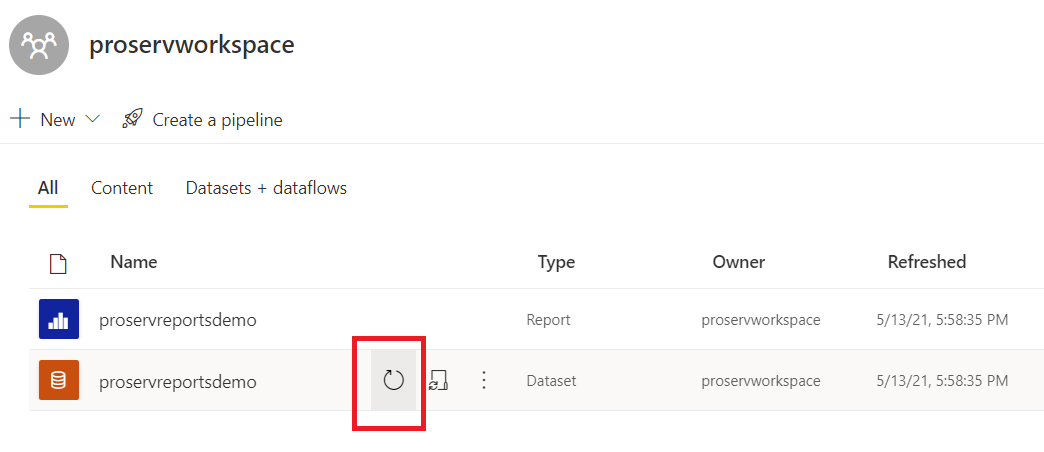 proservworkspace
New Create a pipeline
All Content Datasets + dataflows
Name Type Owner Refreshed
proservreportsdemo Report proservworkspace 5/13/21, 5:58:35 PM
proservreportsdemo Dataset proservworkspace 5/13/21, 5:58:35 PM